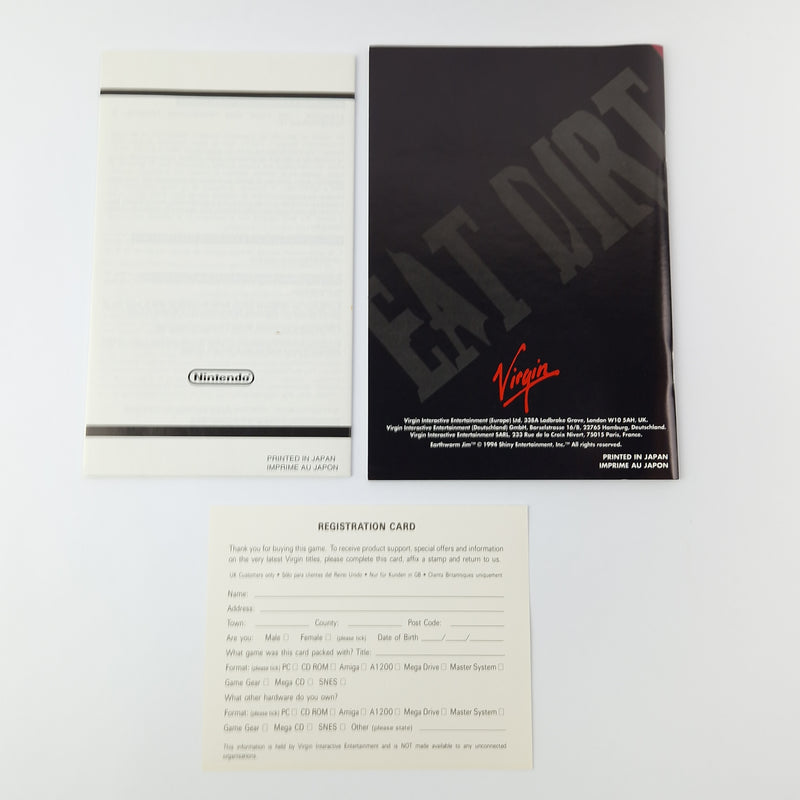 Nintendo
PRINTED IN JAPAN
IMPRIME AU JAPON
EAT DIRT
Virgin
Virgin Interactive Entertainment (Europe) Ltd. 338A Ladbroke Grove, London W10 5AH, UK.
Virgin Interactive Entertainment (Deutschland) GmbH. Borselstrasse 16/B, 22765 Hamburg, Deutschland.
Virgin Interactive Entertainment SARL, 233 Rue de la Croix Nivert, 75015 Paris, France.
Earthworm Jim™ © 1994 Shiny Entertainment, Inc.™ All rights reserved.
PRINTED IN JAPAN
IMPRIME AU JAPON
REGISTRATION CARD
Thank you for buying this game. To receive product support, special offers and information
on the very latest Virgin titles, please complete this card, affix a stamp and return to us.
UK Customers only • Sólo para clientes del Reino Unido • Nur für Kunden in GB • Clients Britanniques uniquement
Name:
Address:
Town: County: Post Code:
Are you: Male □ Female □ (please tick) Date of Birth ____/____/____
What game was this card packed with? Title:
Format: (please tick) PC □ CD ROM □ Amiga □ A1200 □ Mega Drive □ Master System □
Game Gear □ Mega CD □ SNES □
What other hardware do you own?
Format: (please tick) PC □ CD ROM □ Amiga □ A1200 □ Mega Drive □ Master System □
Game Gear □ Mega CD □ SNES □ Other (please state)
This information is held by Virgin Interactive Entertainment and is NOT made available to any unconnected
organisations.